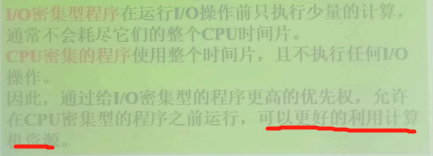 I/O密集型程序在运行I/O操作前只执行少量的计算，
通常不会耗尽它们的整个CPU时间片。
CPU密集的程序使用整个时间片，且不执行任何I/O
操作。
因此，通过给I/O密集型的程序更高的优先权，允许
在CPU密集型的程序之前运行，可以更好的利用计算
机资源。